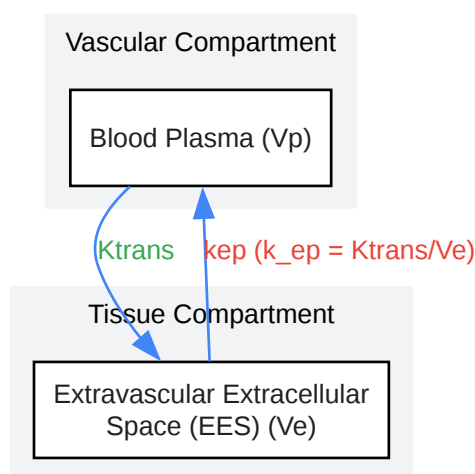 Vascular Compartment
Blood Plasma (Vp)
Ktrans
kep (k_ep = Ktrans/Ve)
Tissue Compartment
Extravascular Extracellular
Space (EES) (Ve)